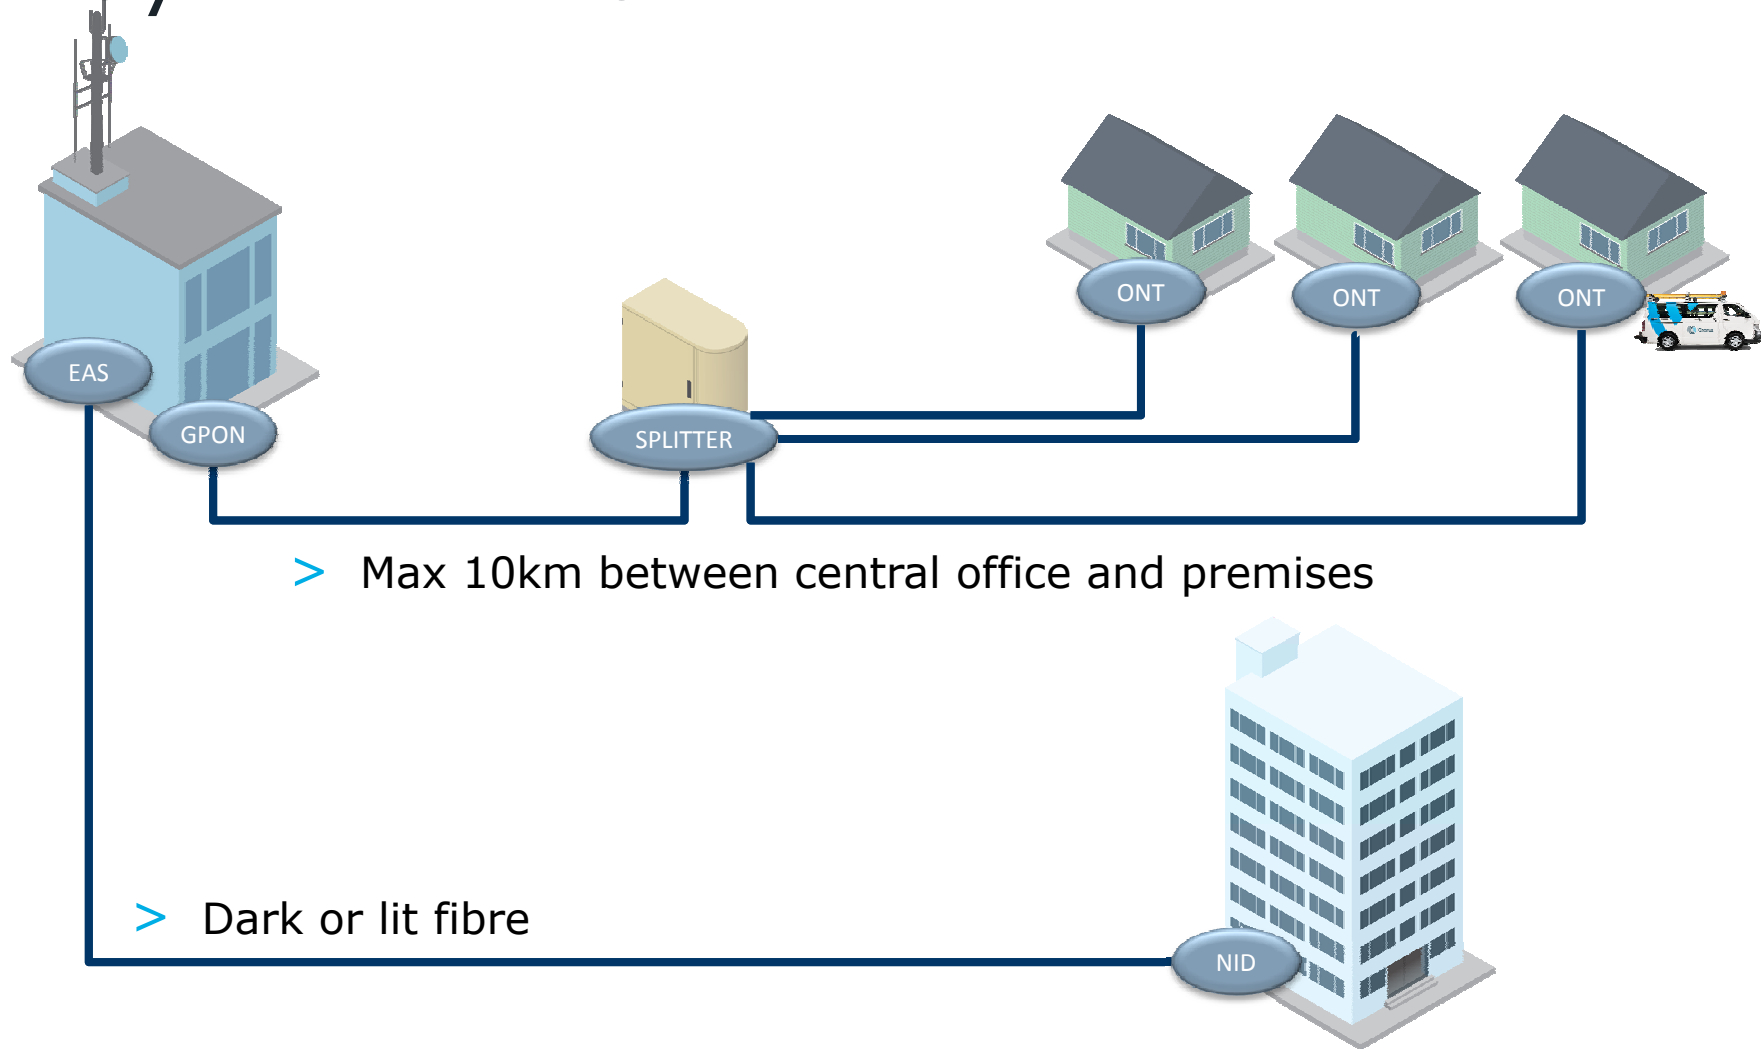 ONT
ONT
ONT
EAS
GPON
SPLITTER
> Max 10km between central office and premises
> Dark or lit fibre
NID